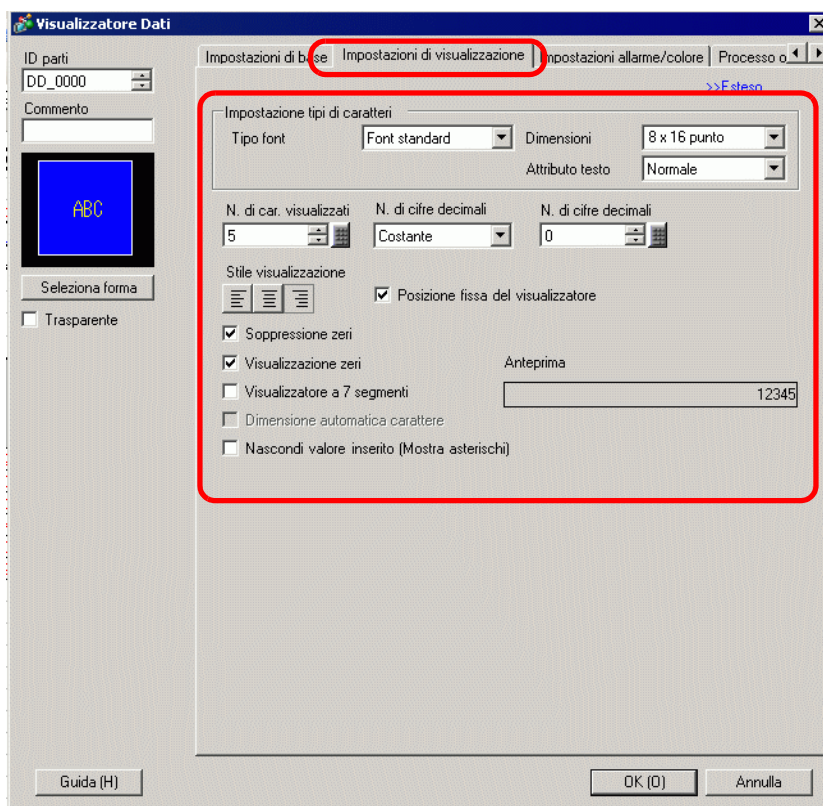 Visualizzatore Dati
ID parti
DD_0000
Commento
ABC
Seleziona forma
Trasparente
Impostazioni di base Impostazioni di visualizzazione Impostazioni allarme/colore Processo o
>>Esteso
Impostazione tipi di caratteri
Tipo font Font standard Dimensioni 8 x 16 punto
Attributo testo Normale
N. di car. visualizzati N. di cifre decimali N. di cifre decimali
5 Costante 0
Stile visualizzazione
Posizione fissa del visualizzatore
Soppressione zeri
Visualizzazione zeri Anteprima
Visualizzatore a 7 segmenti 12345
Dimensione automatica carattere
Nascondi valore inserito (Mostra asterischi)
Guida (H) OK (O) Annulla